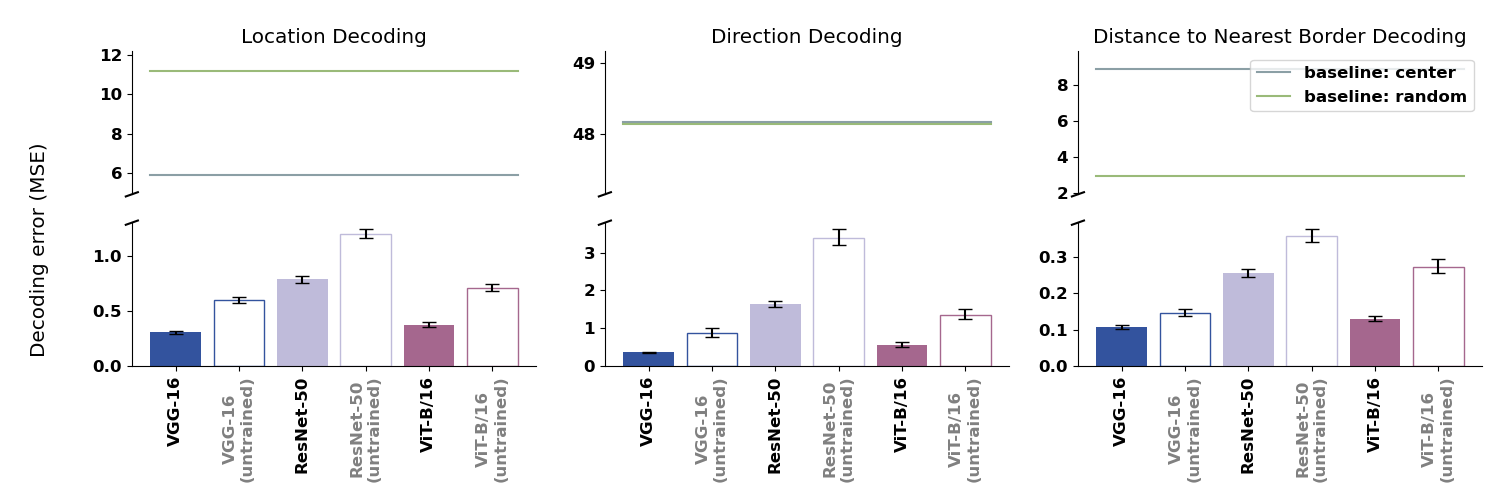 Location Decoding
Direction Decoding
Distance to Nearest Border Decoding
Decoding error (MSE)
12
10
8
6
1.0
0.5
0.0
VGG-16
VGG-16
(untrained)
ResNet-50
ResNet-50
(untrained)
ViT-B/16
ViT-B/16
(untrained)
49
48
3
2
1
0
VGG-16
VGG-16
(untrained)
ResNet-50
ResNet-50
(untrained)
ViT-B/16
ViT-B/16
(untrained)
8
6
4
2
baseline: center
baseline: random
0.3
0.2
0.1
0.0
VGG-16
VGG-16
(untrained)
ResNet-50
ResNet-50
(untrained)
ViT-B/16
ViT-B/16
(untrained)